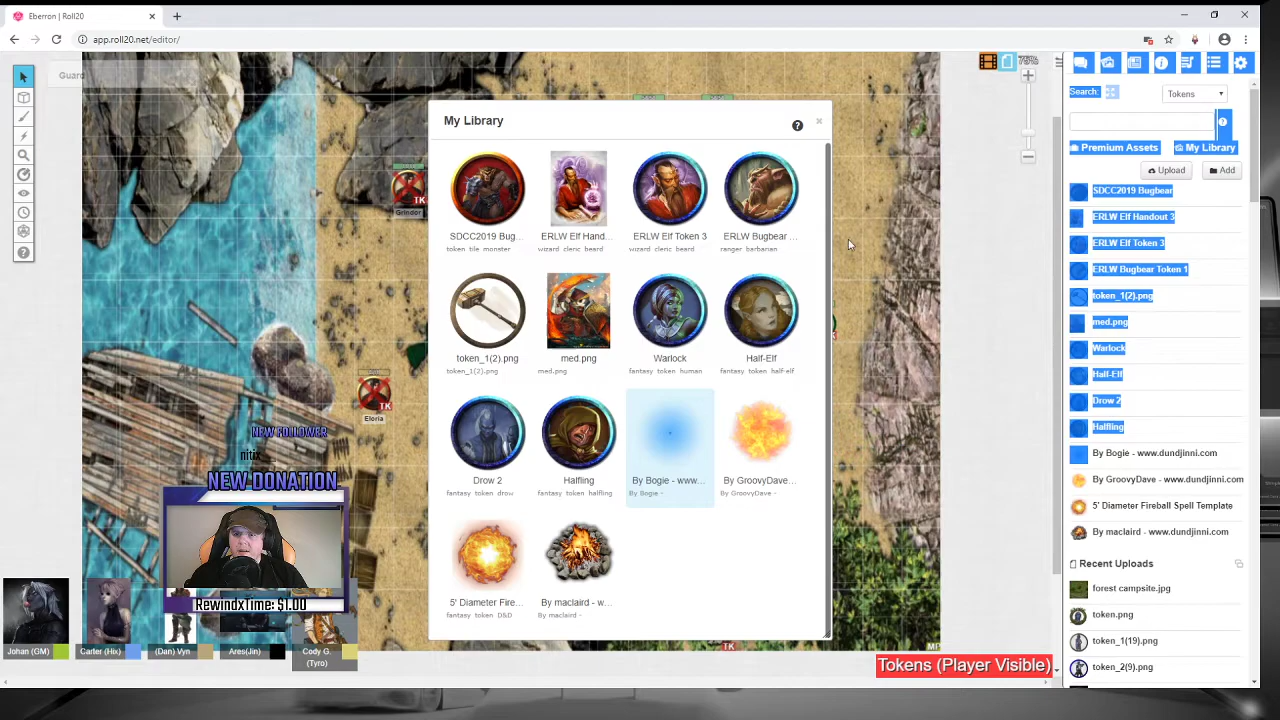 Eberron | Roll20
app.roll20.net/editor/
Guard
75%
Search:
Tokens
Premium Assets
My Library
Upload
Add
SDCC2019 Bugbear
ERLW Elf Handout 3
ERLW Elf Token 3
ERLW Bugbear Token 1
token_1(2).png
med.png
Warlock
Half-Elf
Drow 2
Halfling
By Bogie - www.dundjinni.com
By GroovyDave - www.dundjinni.com
5' Diameter Fireball Spell Template
By maclaird - www.dundjinni.com
Recent Uploads
forest campsite.jpg
token.png
token_1(19).png
token_2(9).png
My Library
SDCC2019 Bug...
token tile monster
ERLW Elf Hand...
wizard cleric beard
ERLW Elf Token 3
wizard cleric beard
ERLW Bugbear ...
ranger barbarian
token_1(2).png
token_1(2).png
med.png
med.png
Warlock
fantasy token human
Half-Elf
fantasy token half-elf
Drow 2
fantasy token drow
Halfling
fantasy token halfling
By Bogie - www...
By Bogie -
By GroovyDave...
By GroovyDave -
5' Diameter Fire...
fantasy token D&D
By maclaird - w...
By maclaird -
TK
Grindor
TK
Eloria
NEW FOLLOWER
nitix__
NEW DONATION
RewindxTime: $1.00
Johan (GM)
Carter (Hix)
(Dan) Vyn
Ares(Jin)
Cody G.
(Tyro)
TK
MP
Tokens (Player Visible)